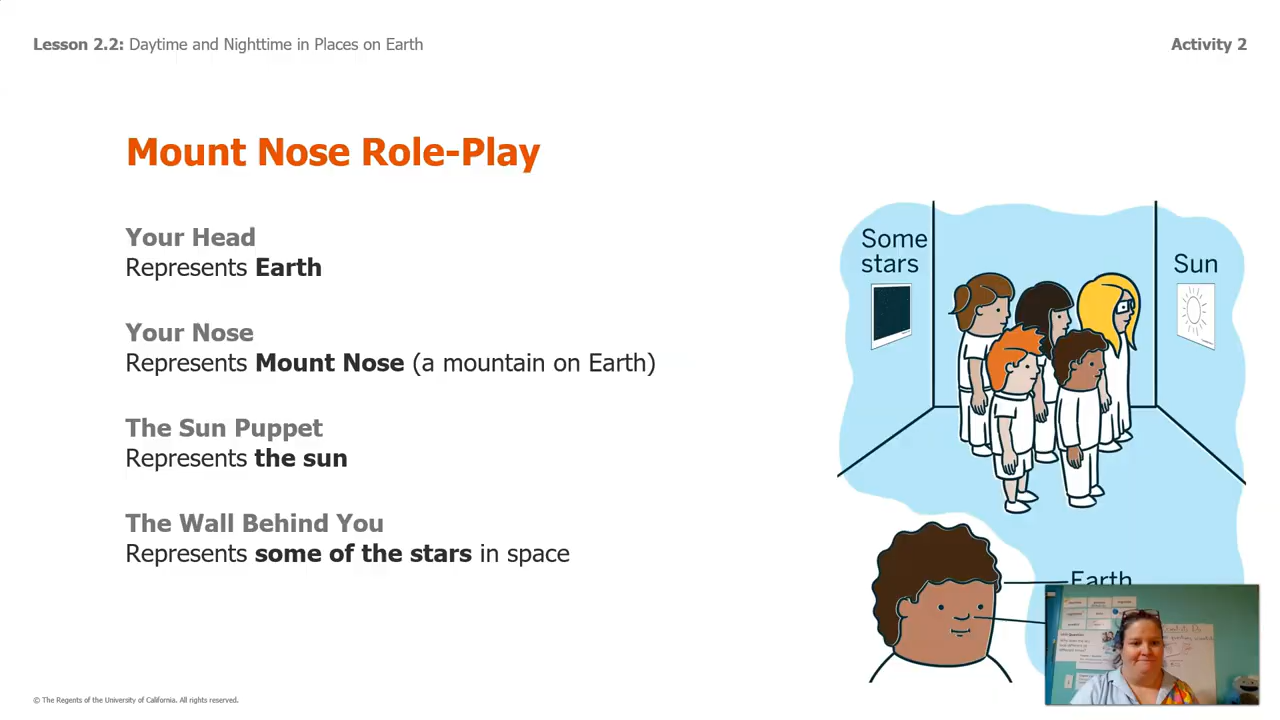 Lesson 2.2: Daytime and Nighttime in Places on Earth
Activity 2
Mount Nose Role-Play
Your Head
Represents Earth
Your Nose
Represents Mount Nose (a mountain on Earth)
The Sun Puppet
Represents the sun
The Wall Behind You
Represents some of the stars in space
Some
stars
Sun
Earth
© The Regents of the University of California. All rights reserved.